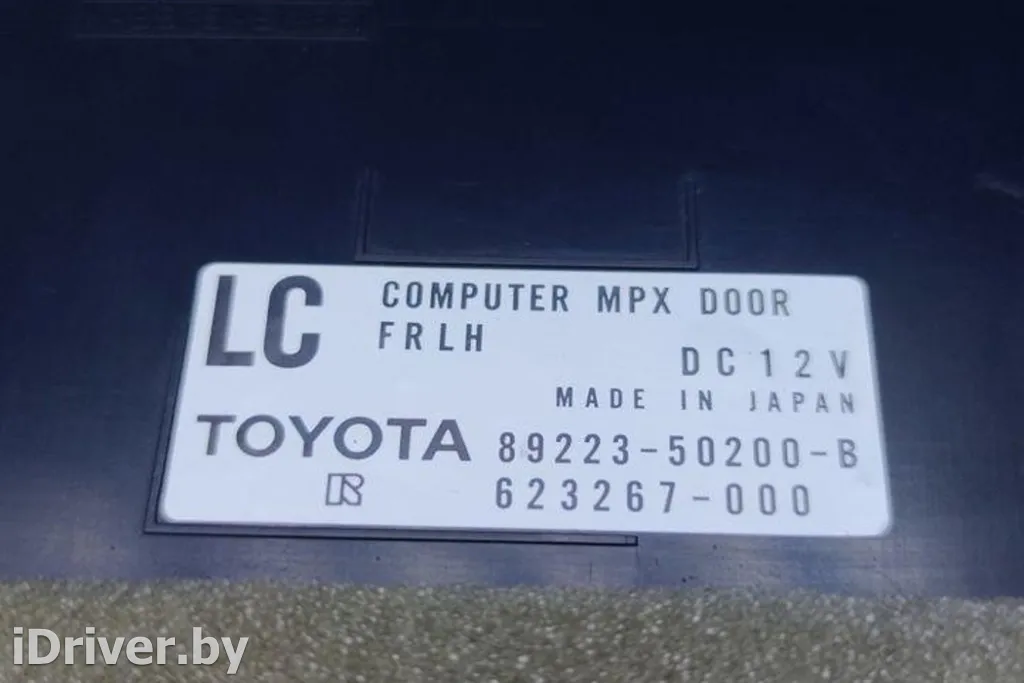 LC
COMPUTER MPX DOOR
FRLH
DC12V
MADE IN JAPAN
TOYOTA
89223-50200-B
623267-000
iDriver.by